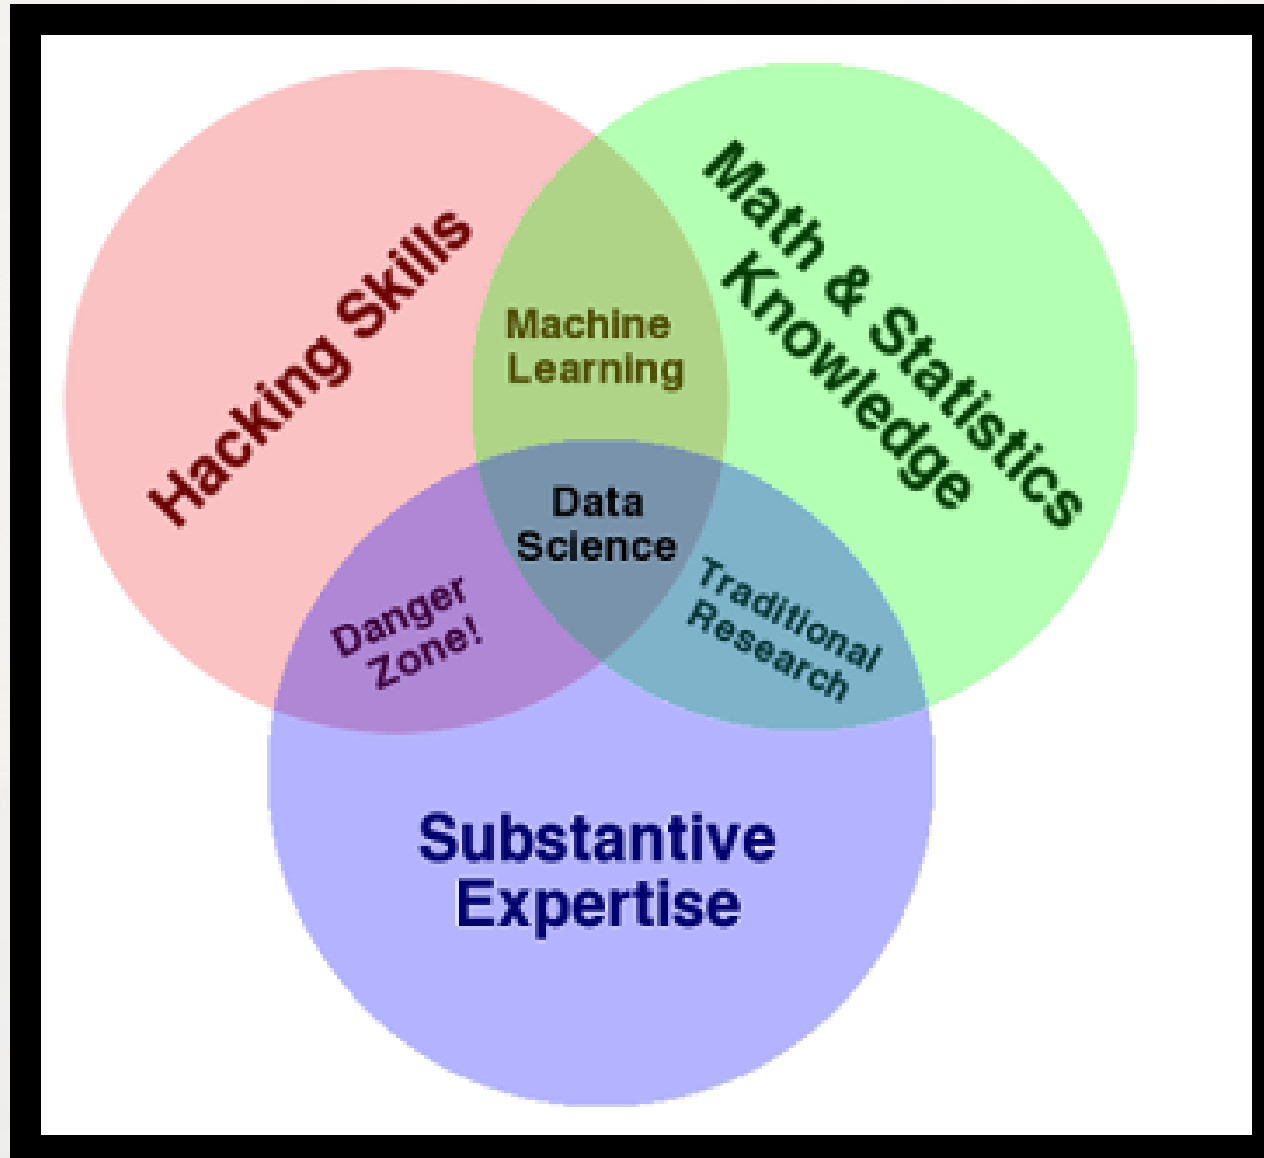 Hacking Skills
Math & Statistics
Knowledge
Machine
Learning
Data
Science
Danger
Zone!
Traditional
Research
Substantive
Expertise